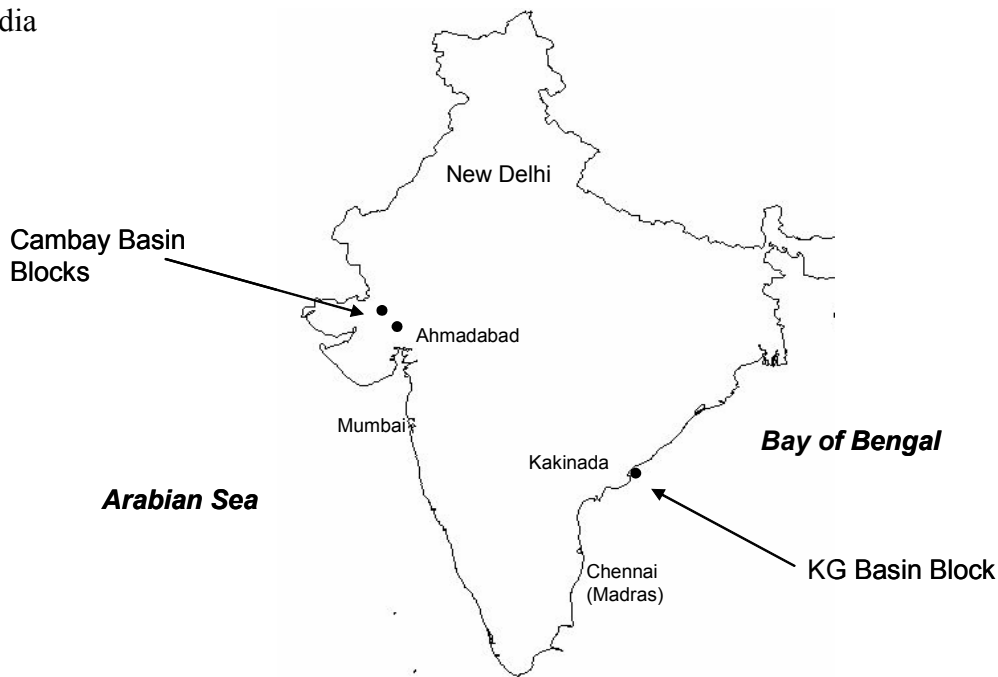 dia
New Delhi
Cambay Basin
Blocks
Ahmadabad
Mumbai
Bay of Bengal
Kakinada
Arabian Sea
KG Basin Block
Chennai
(Madras)